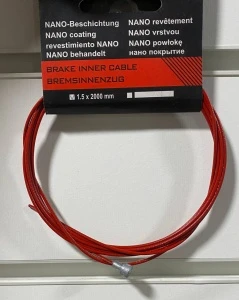 NANO-Beschichtung NANO revêtement
NANO coating NANO vrstvou
revestimiento NANO NANO powłokę
NANO behandelt нано покрытие
BRAKE INNER CABLE
BREMSINNENZUG
1.5 x 2000 mm